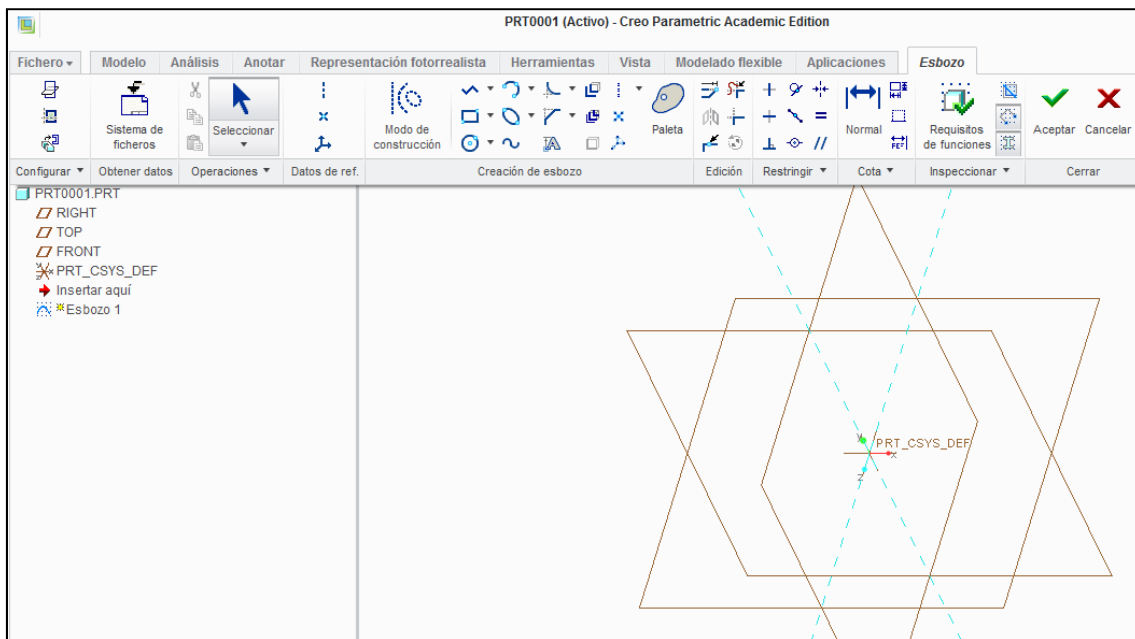 PRT0001 (Activo) - Creo Parametric Academic Edition
Fichero Modelo Análisis Anotar Representación fotorrealista Herramientas Vista Modelado flexible Aplicaciones Esbozo
Sistema de ficheros
Seleccionar
Modo de construcción
Paleta
Normal
Requisitos de funciones
Aceptar Cancelar
Configurar Obtener datos Operaciones Datos de ref. Creación de esbozo Edición Restringir Cota Inspeccionar Cerrar
PRT0001.PRT
RIGHT
TOP
FRONT
PRT_CSYS_DEF
Insertar aquí
Esbozo 1
y
PRT_CSYS_DEF
x
z